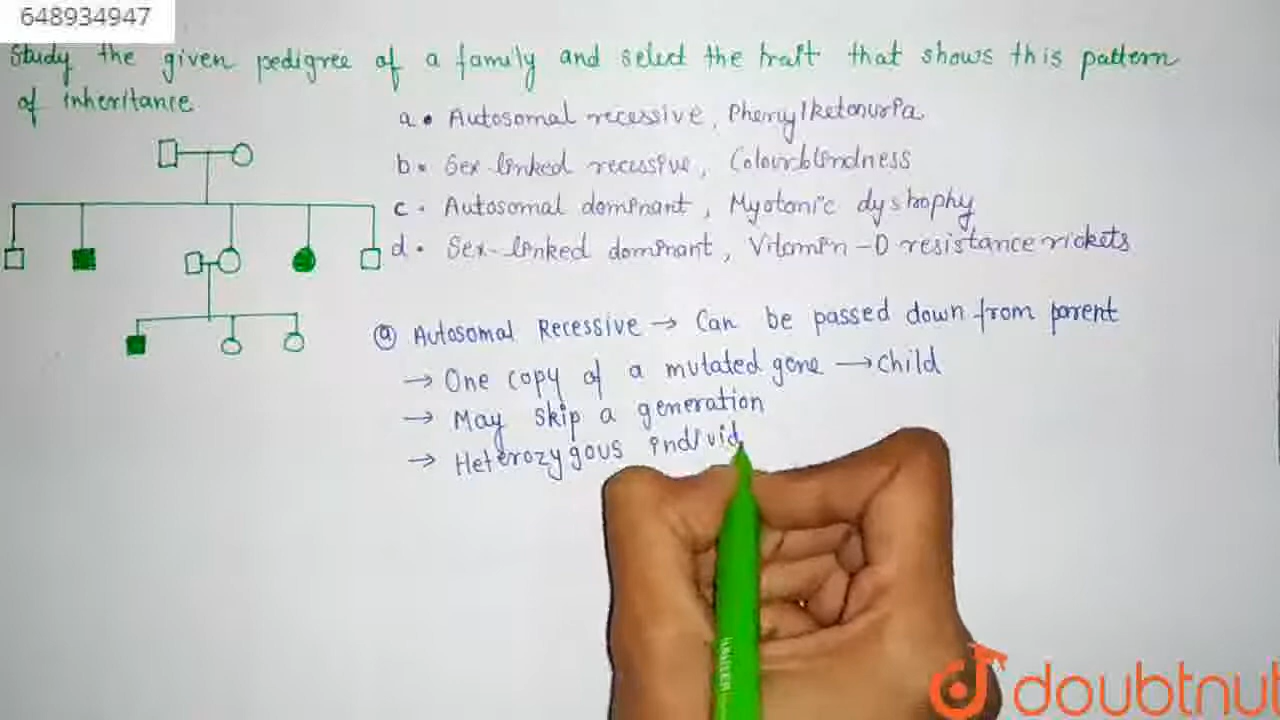 648934947
Study the given pedigree of a family and select the trait that shows this pattern
of inheritance
a. Autosomal recessive, Phenylketonuria
b. Sex linked recessive, Colourblindness
c. Autosomal dominant, Myotonic dystrophy
d. Sex-linked dominant, Vitamin-D resistance rickets
ⓐ Autosomal Recessive → Can be passed down from parent
→ One copy of a mutated gene → child
→ May skip a generation
→ Heterozygous individ
doubtnut